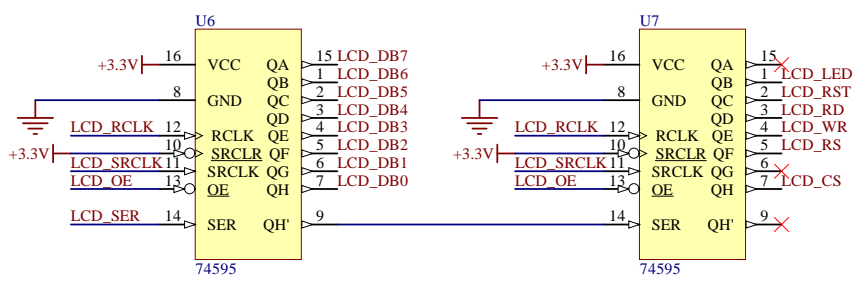 U6 U7
16 VCC QA 15 LCD_DB7 16 VCC QA 15
+3.3V +3.3V
QB 1 LCD_DB6 QB 1 LCD_LED
8 GND QC 2 LCD_DB5 8 GND QC 2 LCD_RST
QD 3 LCD_DB4 QD 3 LCD_RD
LCD_RCLK 12 RCLK QE 4 LCD_DB3 LCD_RCLK 12 RCLK QE 4 LCD_WR
+3.3V 10 SRCLR QF 5 LCD_DB2 +3.3V 10 SRCLR QF 5 LCD_RS
LCD_SRCLK 11 SRCLK QG 6 LCD_DB1 LCD_SRCLK 11 SRCLK QG 6
LCD_OE 13 OE QH 7 LCD_DB0 LCD_OE 13 OE QH 7 LCD_CS
LCD_SER 14 SER QH' 9 14 SER QH' 9
74595 74595